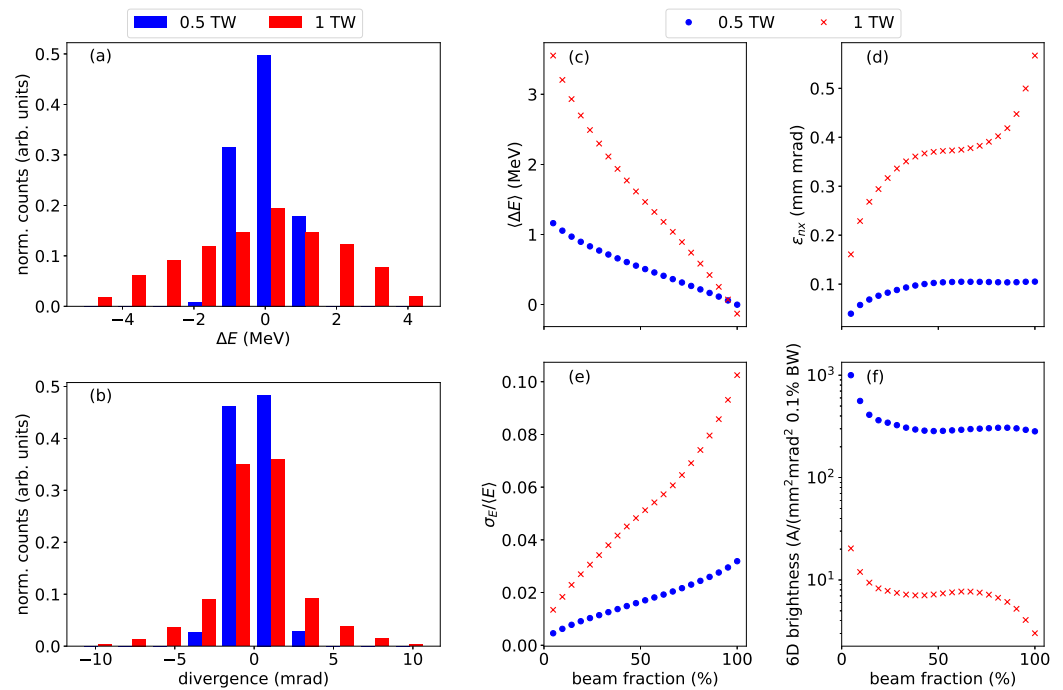 0.5 TW 1 TW
0.5 TW 1 TW
(a)
norm. counts (arb. units)
0.5
0.4
0.3
0.2
0.1
0.0
−4 −2 0 2 4
ΔE (MeV)
(b)
norm. counts (arb. units)
0.5
0.4
0.3
0.2
0.1
0.0
−10 −5 0 5 10
divergence (mrad)
(c)
⟨ΔE⟩ (MeV)
3
2
1
0
(d)
εnx (mm mrad)
0.5
0.4
0.3
0.2
0.1
(e)
σE/⟨E⟩
0.10
0.08
0.06
0.04
0.02
0.00
0 50 100
beam fraction (%)
(f)
6D brightness (A/(mm²mrad² 0.1% BW)
10³
10²
10¹
0 50 100
beam fraction (%)